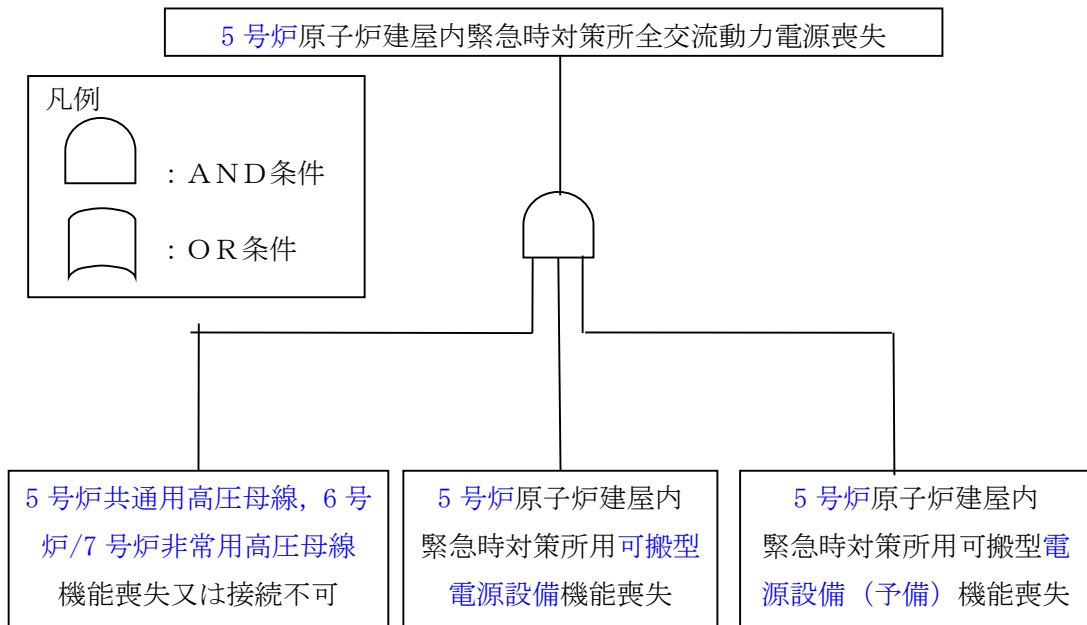 5号炉原子炉建屋内緊急時対策所全交流動力電源喪失
凡例
：ＡＮＤ条件
：ＯＲ条件
5号炉共通用高圧母線, 6号
炉/7号炉非常用高圧母線
機能喪失又は接続不可
5号炉原子炉建屋内
緊急時対策所用可搬型
電源設備機能喪失
5号炉原子炉建屋内
緊急時対策所用可搬型電
源設備（予備）機能喪失